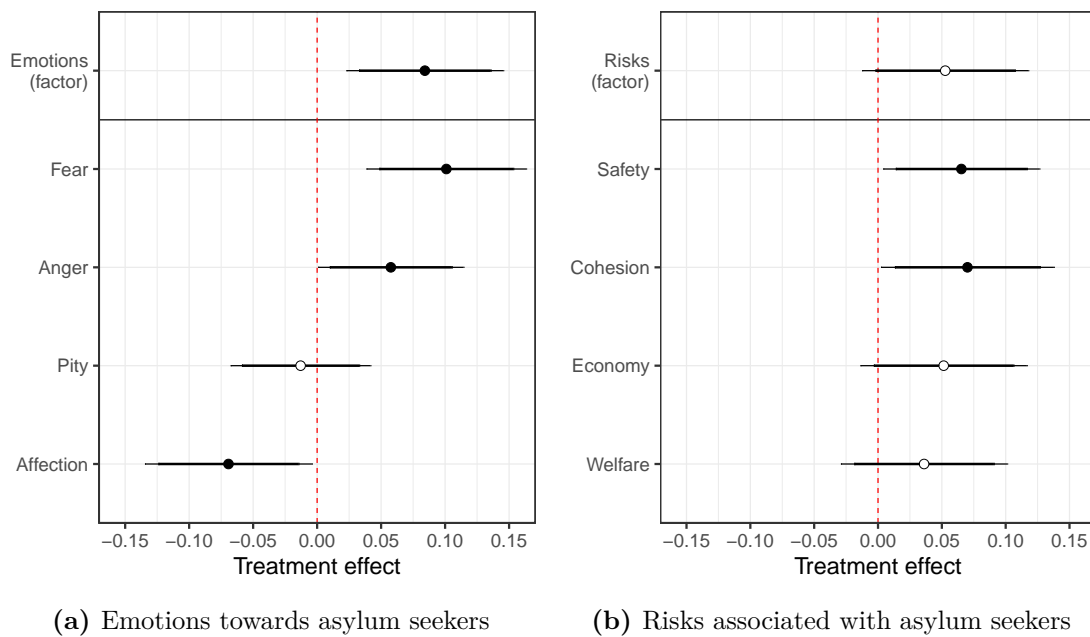 Emotions
(factor)
Fear
Anger
Pity
Affection
−0.15 −0.10 −0.05 0.00 0.05 0.10 0.15
Treatment effect
(a) Emotions towards asylum seekers
Risks
(factor)
Safety
Cohesion
Economy
Welfare
−0.15 −0.10 −0.05 0.00 0.05 0.10 0.15
Treatment effect
(b) Risks associated with asylum seekers